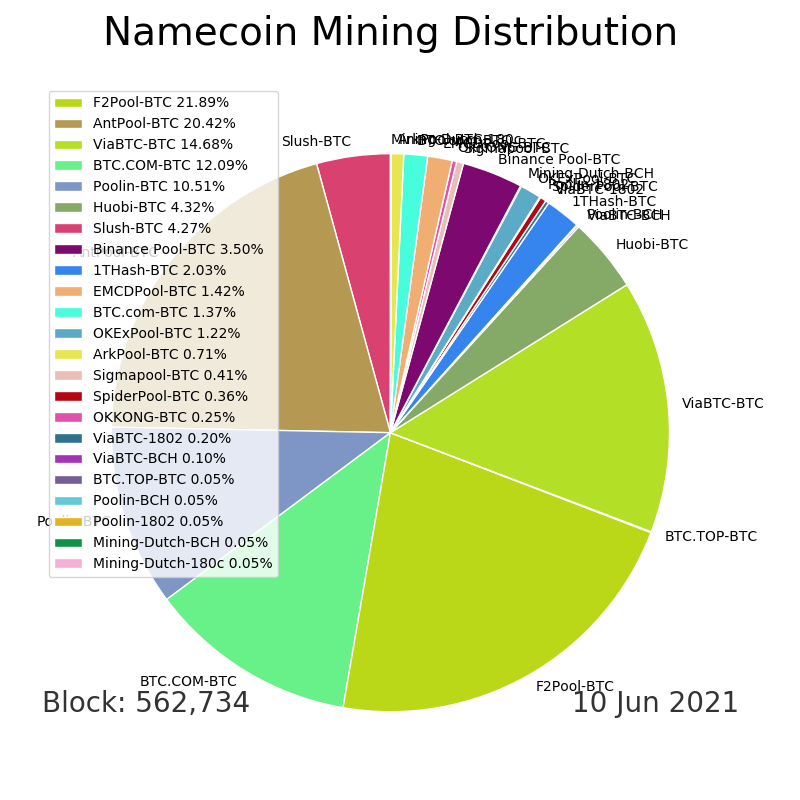 Namecoin Mining Distribution
F2Pool-BTC 21.89%
AntPool-BTC 20.42%
ViaBTC-BTC 14.68%
BTC.COM-BTC 12.09%
Poolin-BTC 10.51%
Huobi-BTC 4.32%
Slush-BTC 4.27%
Binance Pool-BTC 3.50%
1THash-BTC 2.03%
EMCDPool-BTC 1.42%
BTC.com-BTC 1.37%
OKExPool-BTC 1.22%
ArkPool-BTC 0.71%
Sigmapool-BTC 0.41%
SpiderPool-BTC 0.36%
OKKONG-BTC 0.25%
ViaBTC-1802 0.20%
ViaBTC-BCH 0.10%
BTC.TOP-BTC 0.05%
Poolin-BCH 0.05%
Poolin-1802 0.05%
Mining-Dutch-BCH 0.05%
Mining-Dutch-180c 0.05%
Slush-BTC
Binance Pool-BTC
Mining-Dutch-BCH
1THash-BTC
Huobi-BTC
ViaBTC-BTC
BTC.TOP-BTC
F2Pool-BTC
BTC.COM-BTC
Block: 562,734
10 Jun 2021